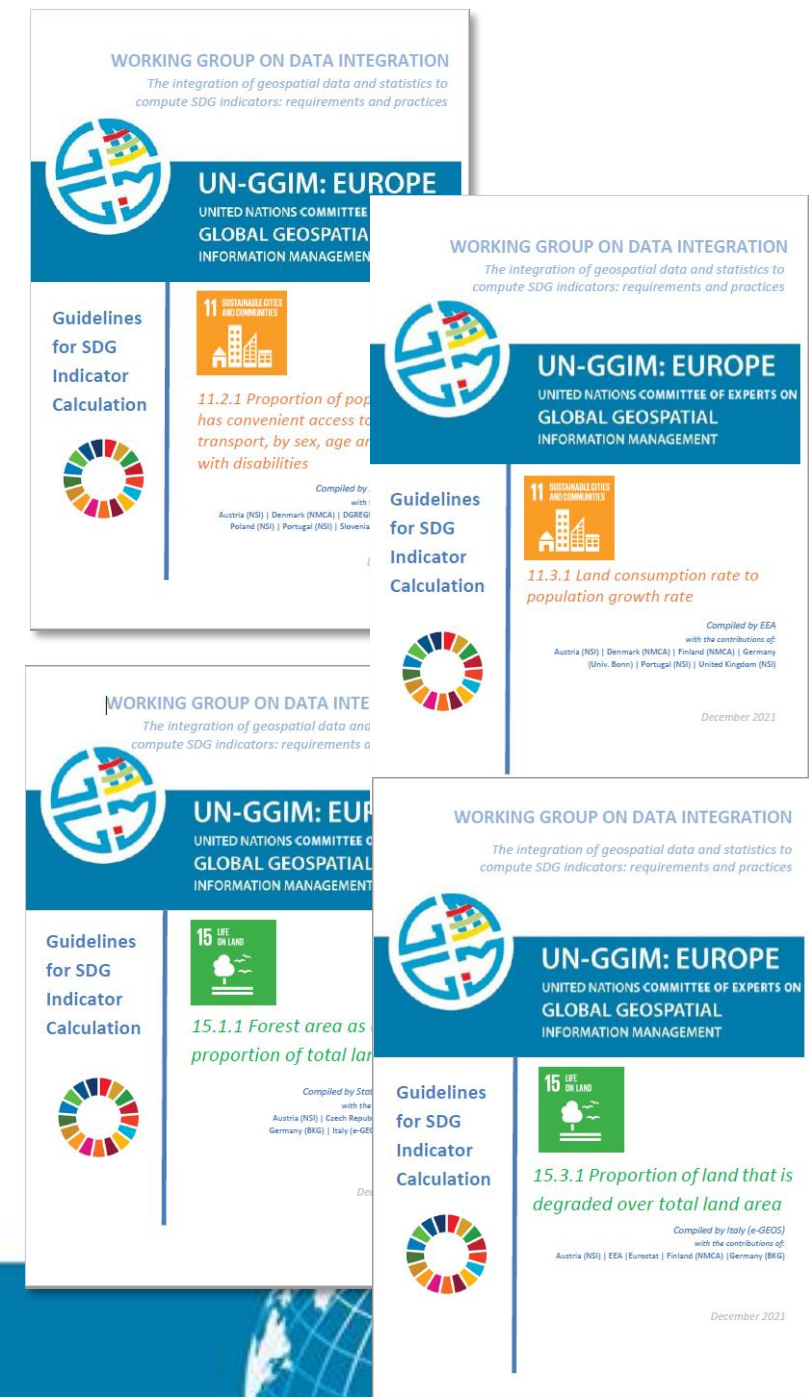 WORKING GROUP ON DATA INTEGRATION
The integration of geospatial data and statistics to
compute SDG indicators: requirements and practices
UN-GGIM: EUROPE
UNITED NATIONS COMMITTEE
GLOBAL GEOSPATIA
INFORMATION MANAGEMEN
Guidelines
for SDG
Indicator
Calculation
11 SUSTAINABLE CITIES
AND COMMUNITIES
11.2.1 Proportion of pop
has convenient access to
transport, by sex, age an
with disabilities
Compiled by
with
Austria (NSI) | Denmark (NMCA) | DGREGI
Poland (NSI) | Portugal (NSI) | Slovenia
WORKING GROUP ON DATA INTEGRATION
The integration of geospatial data and statistics to
compute SDG indicators: requirements and practices
UN-GGIM: EUROPE
UNITED NATIONS COMMITTEE OF EXPERTS ON
GLOBAL GEOSPATIAL
INFORMATION MANAGEMENT
Guidelines
for SDG
Indicator
Calculation
11 SUSTAINABLE CITIES
AND COMMUNITIES
11.3.1 Land consumption rate to
population growth rate
Compiled by EEA
with the contributions of:
Austria (NSI) | Denmark (NMCA) | Finland (NMCA) | Germany
(Univ. Bonn) | Portugal (NSI) | United Kingdom (NSI)
December 2021
WORKING GROUP ON DATA INTE
The integration of geospatial data and
compute SDG indicators: requirements a
UN-GGIM: EUR
UNITED NATIONS COMMITTEE O
GLOBAL GEOSPATIAL
INFORMATION MANAGEMENT
Guidelines
for SDG
Indicator
Calculation
15 LIFE
ON LAND
15.1.1 Forest area as
proportion of total lan
Compiled by Stat
with the
Austria (NSI) | Czech Repub
Germany (BKG) | Italy (e-GEO
De
WORKING GROUP ON DATA INTEGRATION
The integration of geospatial data and statistics to
compute SDG indicators: requirements and practices
UN-GGIM: EUROPE
UNITED NATIONS COMMITTEE OF EXPERTS ON
GLOBAL GEOSPATIAL
INFORMATION MANAGEMENT
Guidelines
for SDG
Indicator
Calculation
15 LIFE
ON LAND
15.3.1 Proportion of land that is
degraded over total land area
Compiled by Italy (e-GEOS)
with the contributions of:
Austria (NSI) | EEA |Eurostat | Finland (NMCA) |Germany (BKG)
December 2021